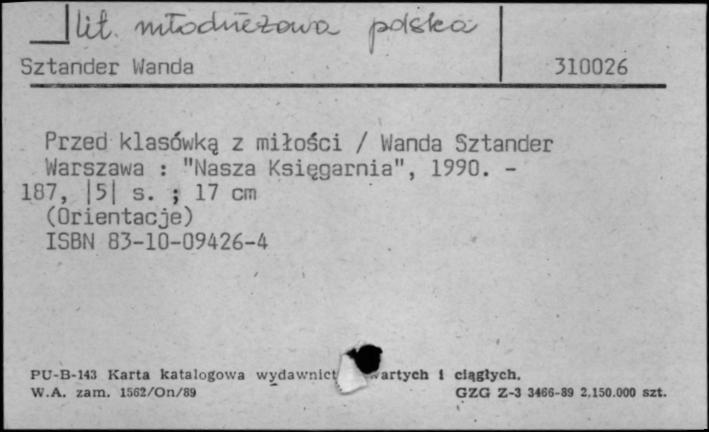 lit. młodzieżowa polska
Sztander Wanda 310026
Przed klasówką z miłości / Wanda Sztander
Warszawa : "Nasza Księgarnia", 1990. -
187, |5| s. ; 17 cm
(Orientacje)
ISBN 83-10-09426-4
PU-B-143 Karta katalogowa wydawnict wartych i ciągłych.
W.A. zam. 1562/On/89 GZG Z-3 3466-89 2.150.000 szt.